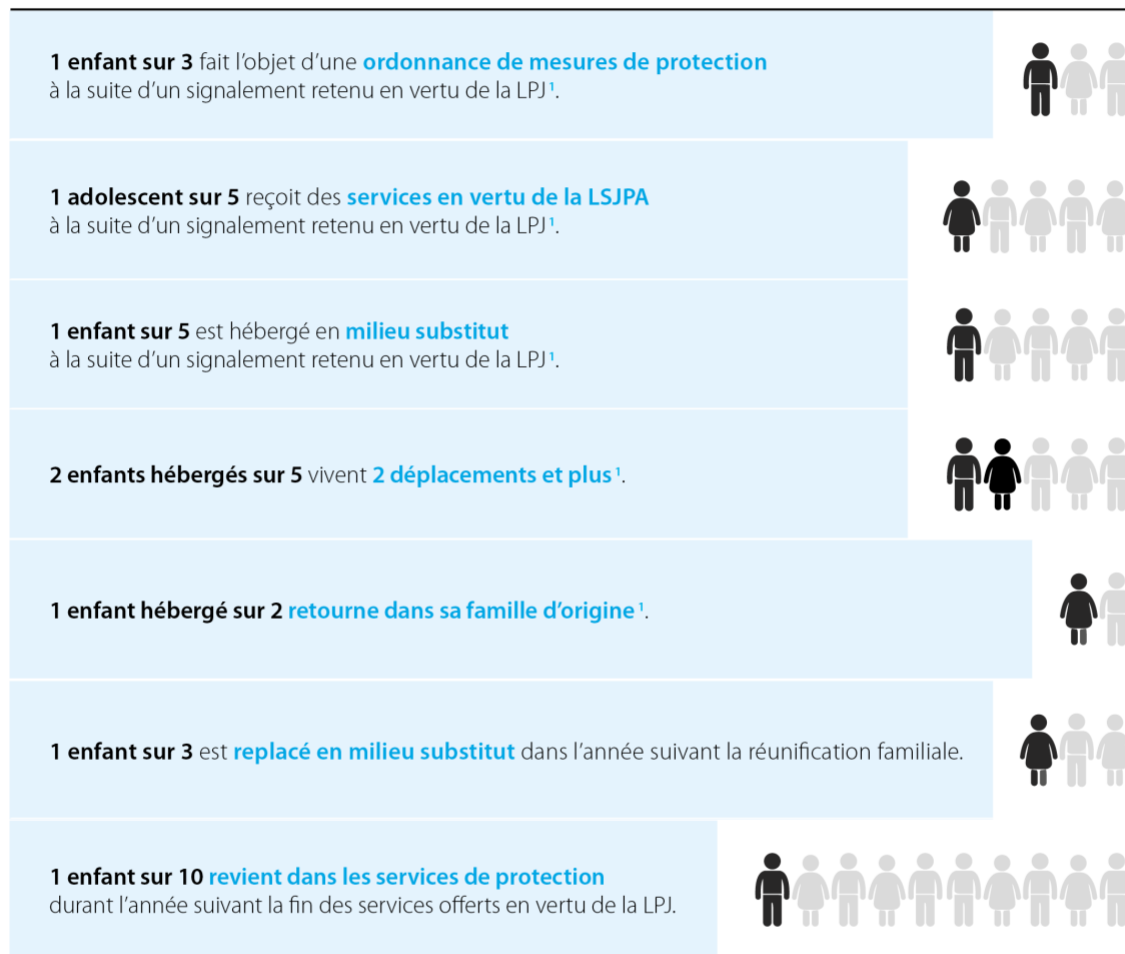 1 enfant sur 3 fait l’objet d’une ordonnance de mesures de protection
à la suite d’un signalement retenu en vertu de la LPJ¹.
1 adolescent sur 5 reçoit des services en vertu de la LSJPA
à la suite d’un signalement retenu en vertu de la LPJ¹.
1 enfant sur 5 est hébergé en milieu substitut
à la suite d’un signalement retenu en vertu de la LPJ¹.
2 enfants hébergés sur 5 vivent 2 déplacements et plus¹.
1 enfant hébergé sur 2 retourne dans sa famille d’origine¹.
1 enfant sur 3 est replacé en milieu substitut dans l’année suivant la réunification familiale.
1 enfant sur 10 revient dans les services de protection
durant l’année suivant la fin des services offerts en vertu de la LPJ.